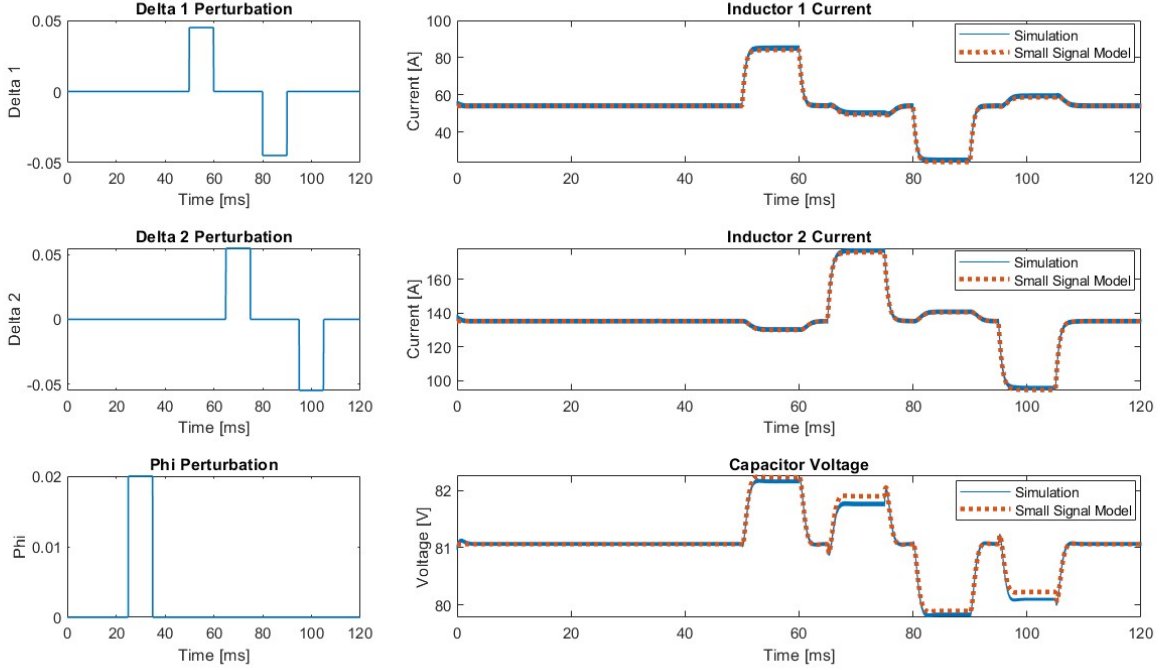 Delta 1 Perturbation
0.05
0
-0.05
Delta 1
0 20 40 60 80 100 120
Time [ms]
Inductor 1 Current
100
80
60
40
Current [A]
Simulation
Small Signal Model
0 20 40 60 80 100 120
Time [ms]
Delta 2 Perturbation
0.05
0
-0.05
Delta 2
0 20 40 60 80 100 120
Time [ms]
Inductor 2 Current
160
140
120
100
Current [A]
Simulation
Small Signal Model
0 20 40 60 80 100 120
Time [ms]
Phi Perturbation
0.02
0.01
0
Phi
0 20 40 60 80 100 120
Time [ms]
Capacitor Voltage
82
81
80
Voltage [V]
Simulation
Small Signal Model
0 20 40 60 80 100 120
Time [ms]